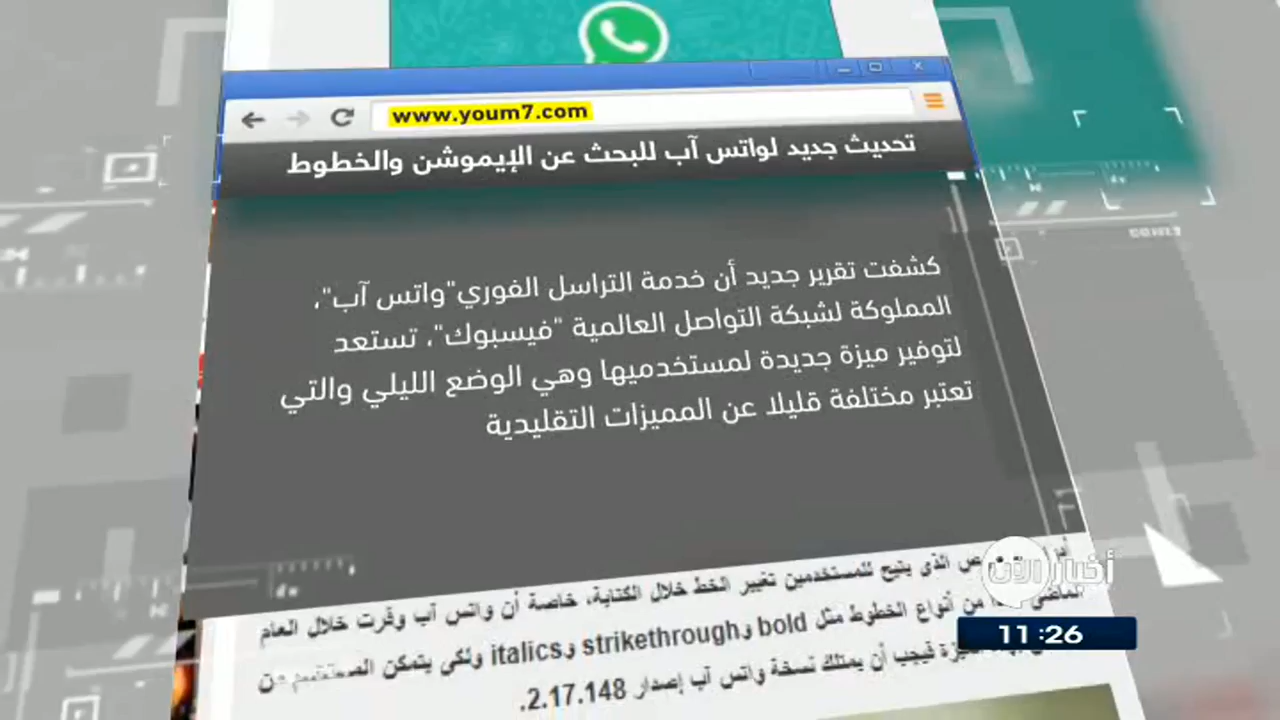 www.youm7.com
تحديث جديد لواتس آب للبحث عن الإيموشن والخطوط
كشفت تقرير جديد أن خدمة التراسل الفوري"واتس آب"،
المملوكة لشبكة التواصل العالمية "فيسبوك"، تستعد
لتوفير ميزة جديدة لمستخدميها وهي الوضع الليلي والتي
تعتبر مختلفة قليلا عن المميزات التقليدية
الذى يتيح للمستخدمين تغيير الخط خلال الكتابة، خاصة أن واتس آب وفرت خلال العام
الماضى من أنواع الخطوط مثل bold وstrikethrough وitalics ولكى يتمكن
فيجب أن يمتلك نسخة واتس آب إصدار 2.17.148.
أخبار الآن
11:26